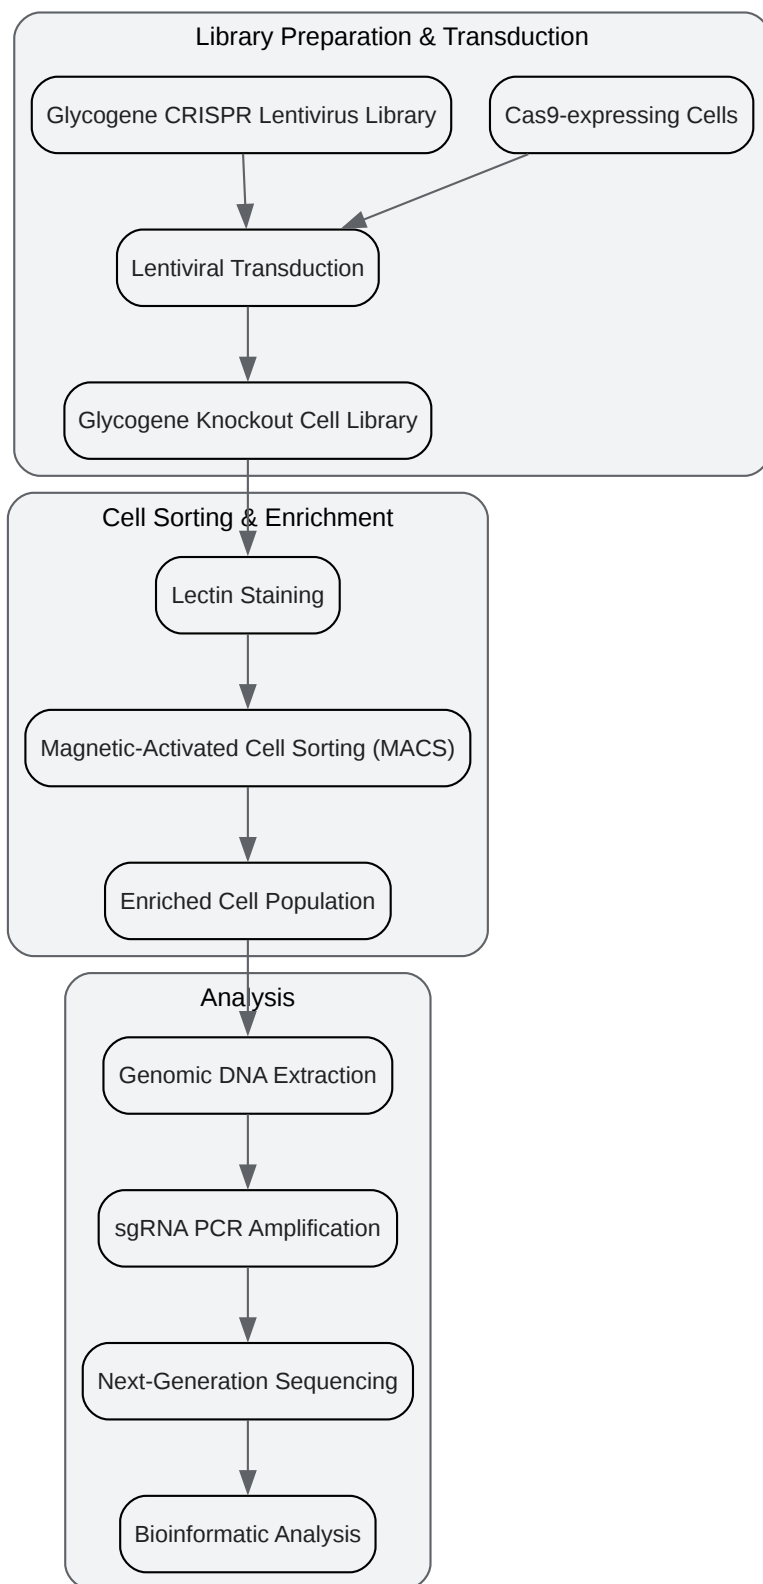 Library Preparation & Transduction
Glycogene CRISPR Lentivirus Library
Cas9-expressing Cells
Lentiviral Transduction
Glycogene Knockout Cell Library
Cell Sorting & Enrichment
Lectin Staining
Magnetic-Activated Cell Sorting (MACS)
Enriched Cell Population
Analysis
Genomic DNA Extraction
sgRNA PCR Amplification
Next-Generation Sequencing
Bioinformatic Analysis